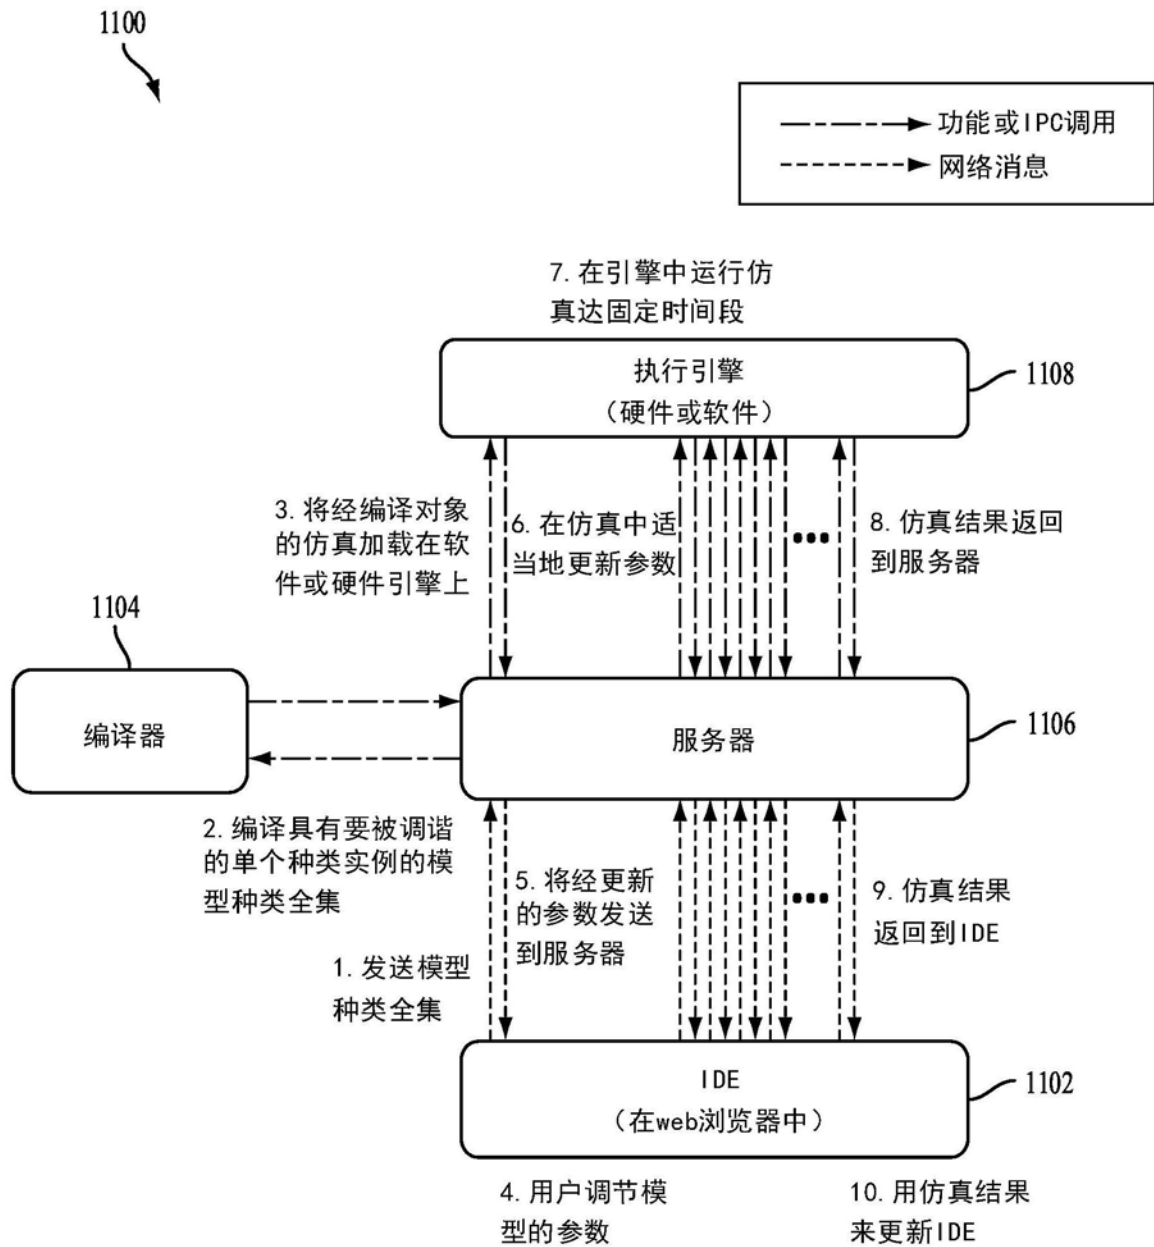 1100
功能或IPC调用
网络消息
7. 在引擎中运行仿
真达固定时间段
执行引擎
（硬件或软件）
1108
3. 将经编译对象
的仿真加载在软
件或硬件引擎上
6. 在仿真中适
当地更新参数
8. 仿真结果返回
到服务器
1104
编译器
服务器
1106
2. 编译具有要被调谐
的单个种类实例的模
型种类全集
5. 将经更新
的参数发送
到服务器
9. 仿真结果
返回到IDE
1. 发送模型
种类全集
IDE
（在web浏览器中）
1102
4. 用户调节模
型的参数
10. 用仿真结果
来更新IDE